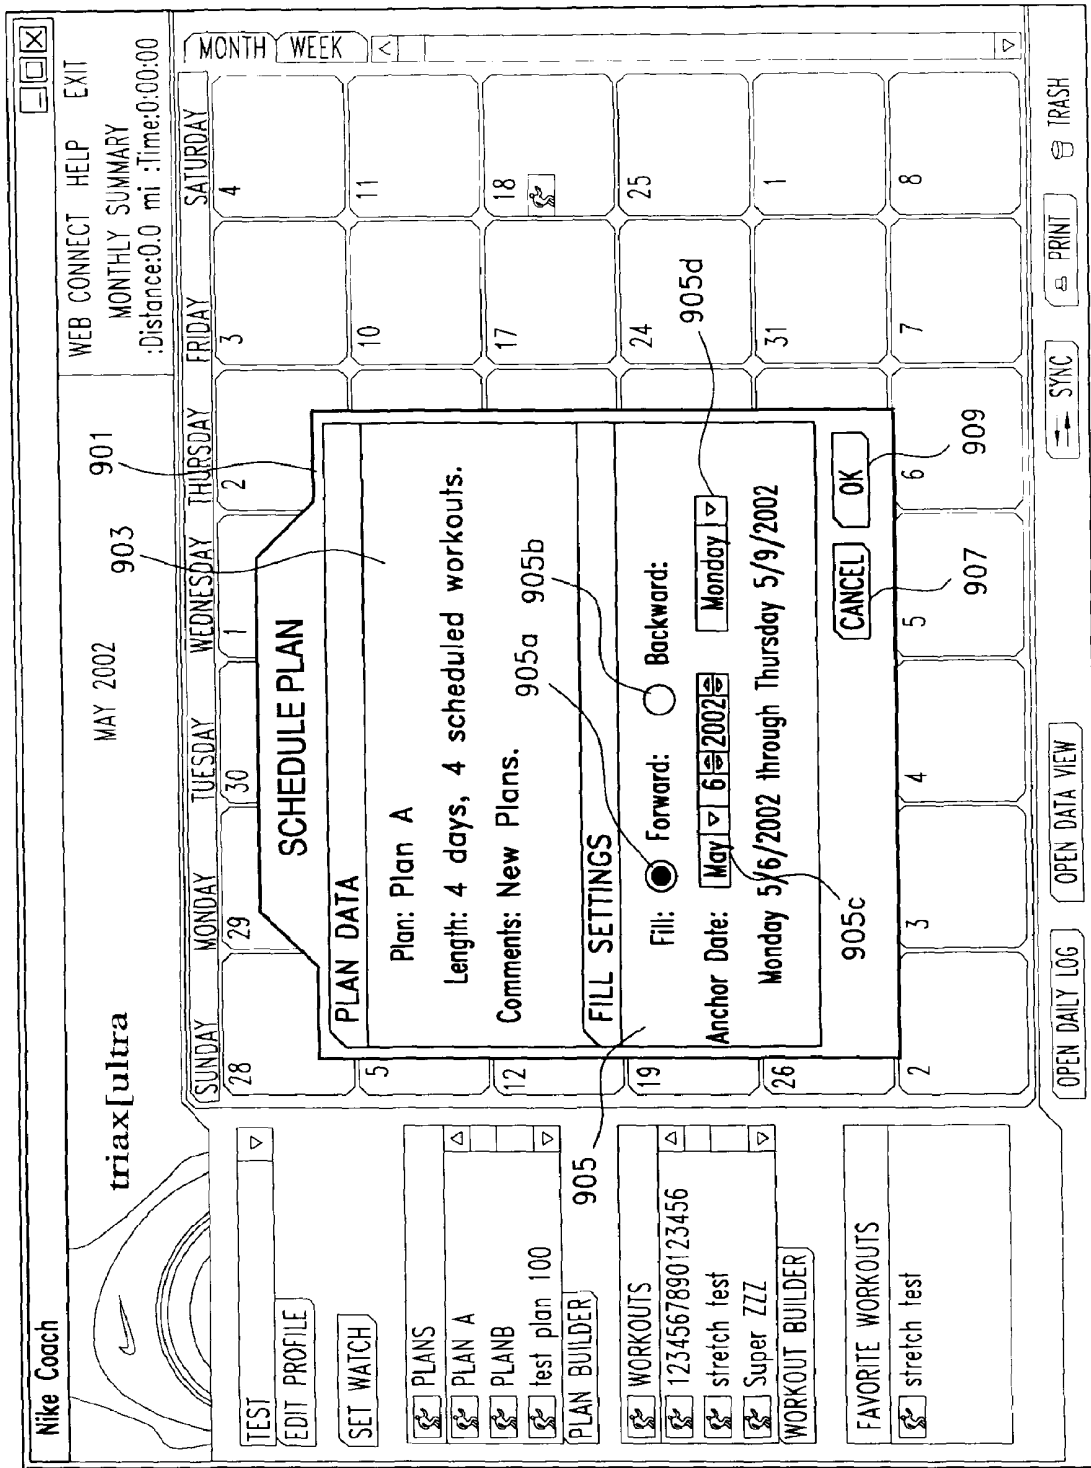 Nike Coach
triax[ultra
MAY 2002
WEB CONNECT HELP EXIT
MONTHLY SUMMARY
:Distance:0.0 mi :Time:0:00:00
TEST
EDIT PROFILE
SET WATCH
PLANS
PLAN A
PLANB
test plan 100
PLAN BUILDER
WORKOUTS
1234567890123456
stretch test
Super ZZZ
WORKOUT BUILDER
FAVORITE WORKOUTS
stretch test
SUNDAY MONDAY TUESDAY WEDNESDAY THURSDAY FRIDAY SATURDAY
MONTH WEEK
28 29 30 1 2 3 4
5 10 11
12 17 18
19 24 25
26 31 1
2 3 4 5 6 7 8
901
903
SCHEDULE PLAN
PLAN DATA
Plan: Plan A
Length: 4 days, 4 scheduled workouts.
Comments: New Plans.
905a
905b
FILL SETTINGS
Fill: Forward: Backward:
Anchor Date: May 6 2002 Monday
Monday 5/6/2002 through Thursday 5/9/2002
905
905c
905d
CANCEL OK
907
909
OPEN DAILY LOG OPEN DATA VIEW SYNC PRINT TRASH